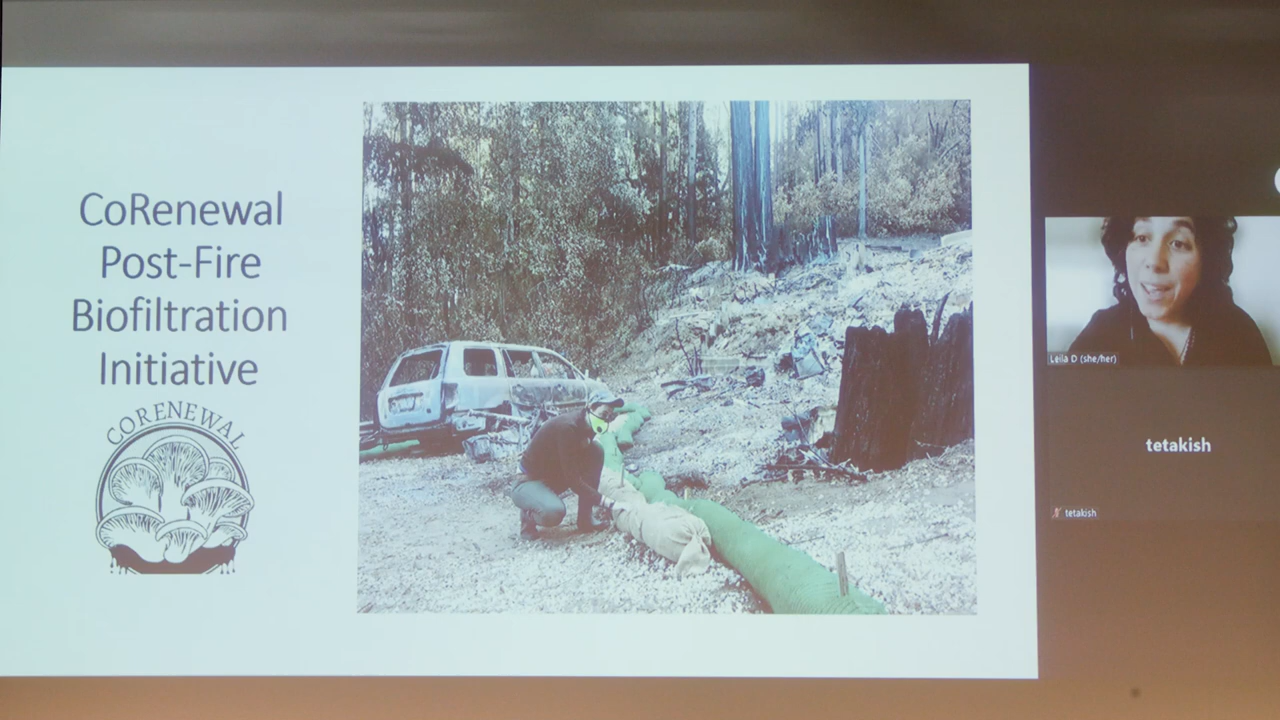 CoRenewal
Post-Fire
Biofiltration
Initiative
CORENEWAL
Leila D (she/her)
tetakish
tetakish